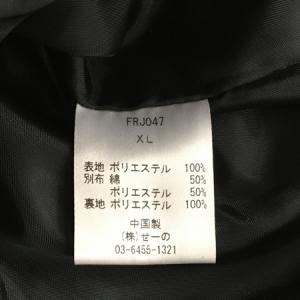 FRJ047
XL
表地 ポリエステル 100%
別布 綿 50%
ポリエステル 50%
裏地 ポリエステル 100%
中国製
(株)せーの
03-6455-1321